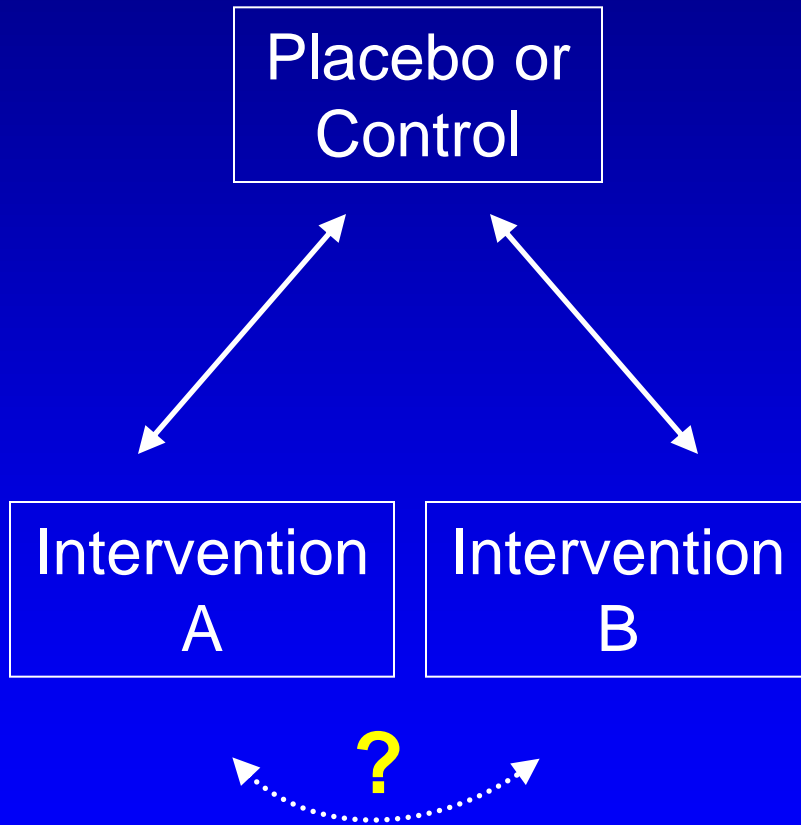 Placebo or
Control
Intervention
A
Intervention
B
?